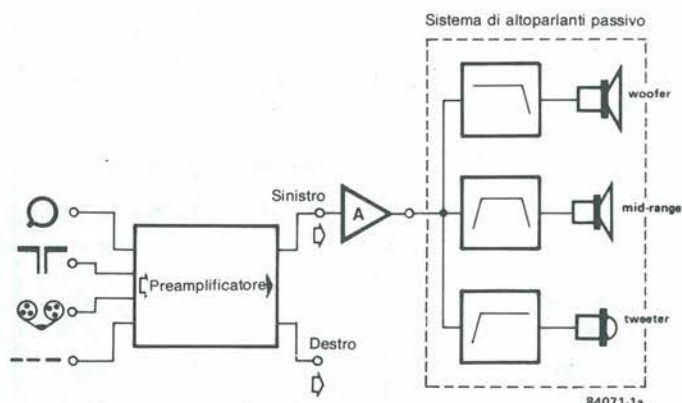 Sistema di altoparlanti passivo
woofer
Sinistro
A
mid-range
Preamplificatore
Destro
tweeter
84071-1a